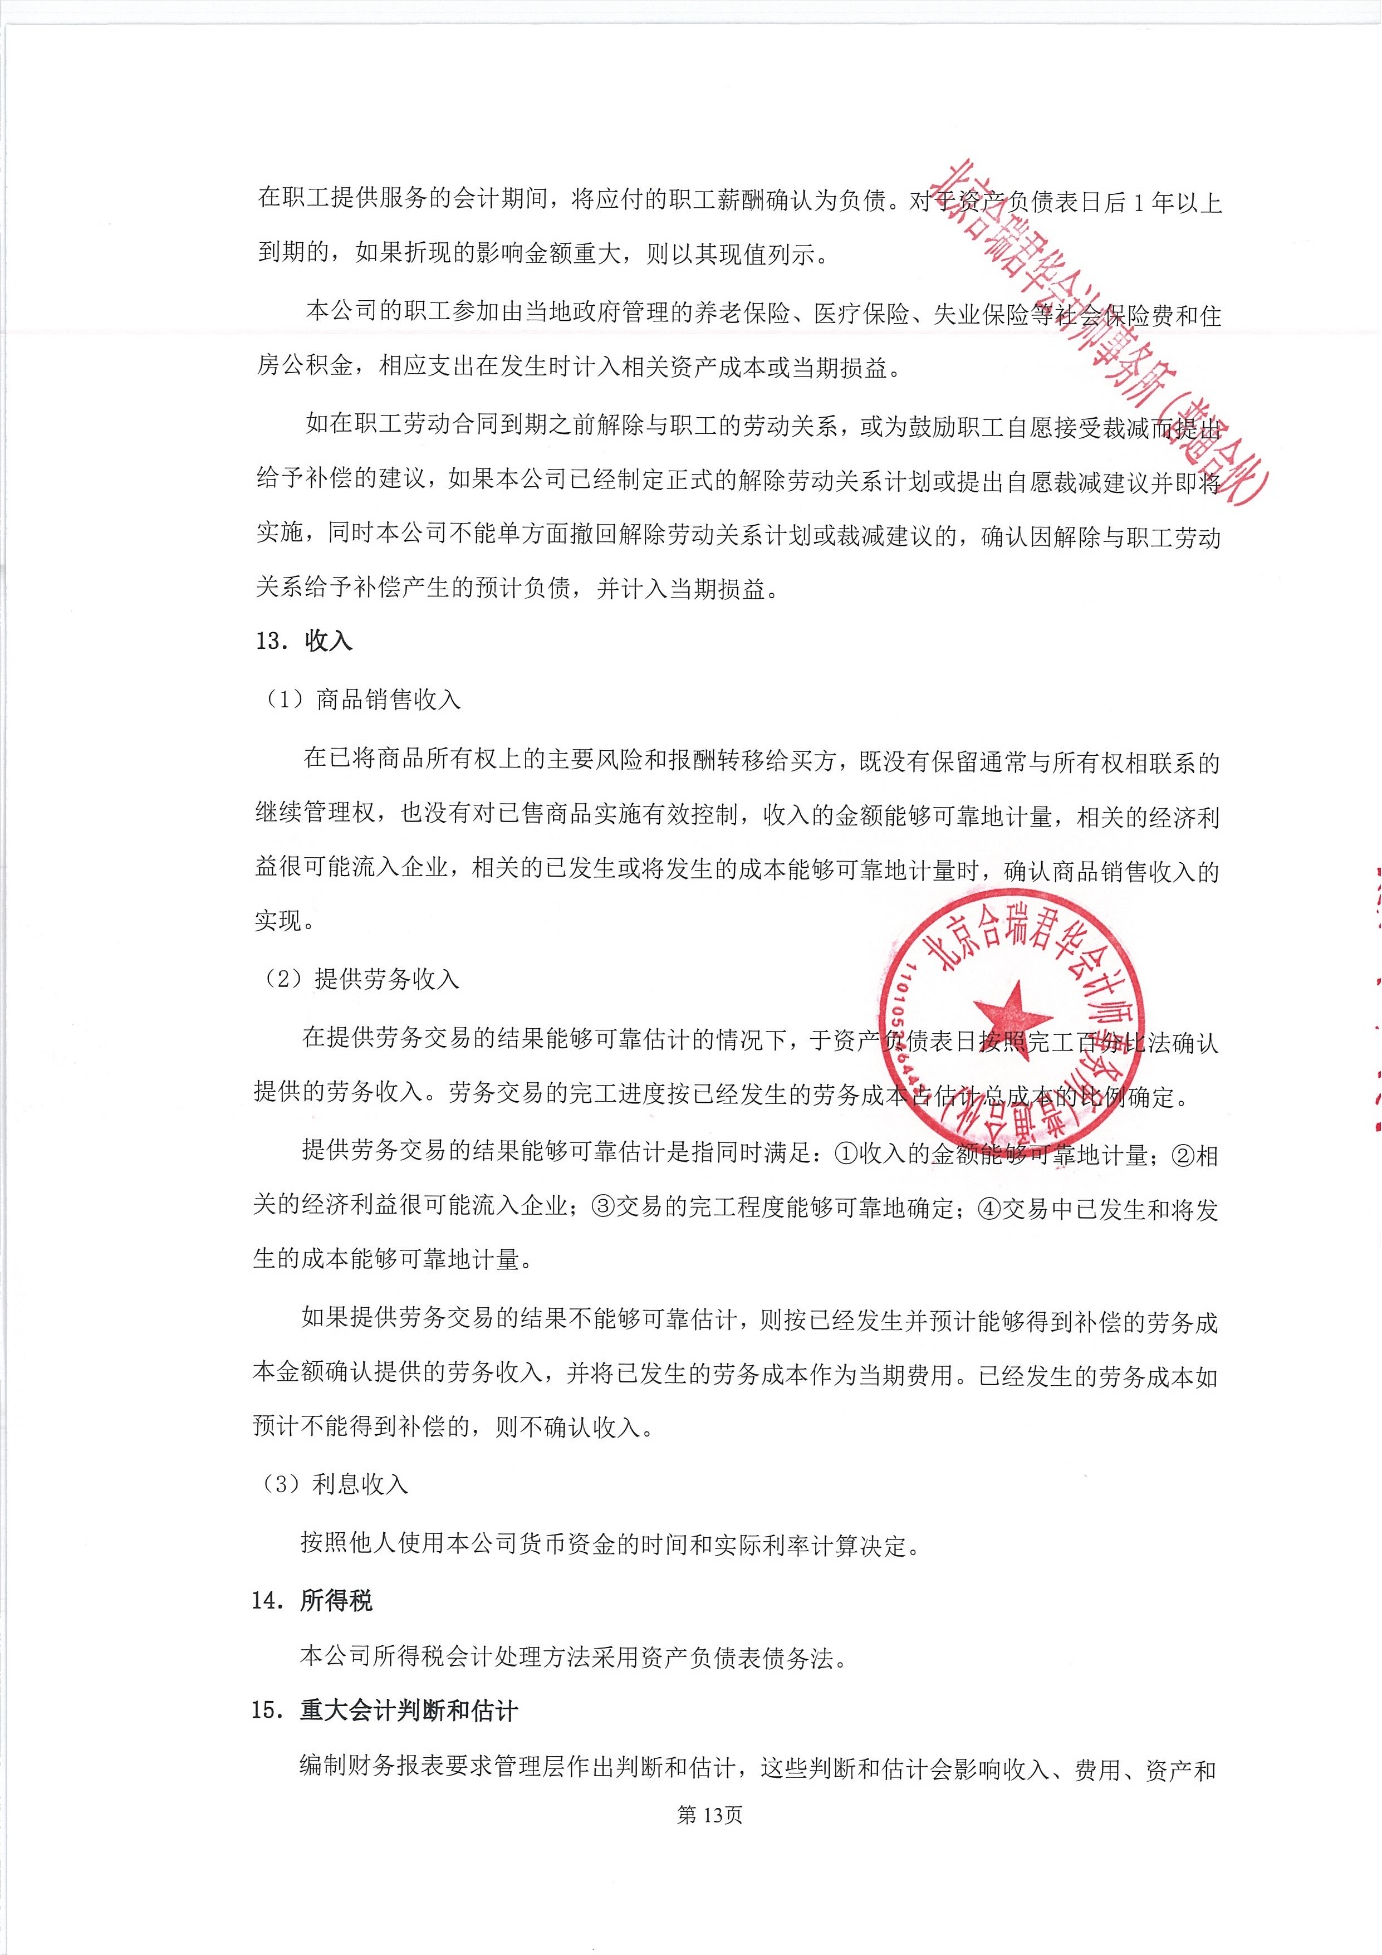 在职工提供服务的会计期间，将应付的职工薪酬确认为负债。对于资产负债表日后 1 年以上
到期的，如果折现的影响金额重大，则以其现值列示。
本公司的职工参加由当地政府管理的养老保险、医疗保险、失业保险等社会保险费和住
房公积金，相应支出在发生时计入相关资产成本或当期损益。
如在职工劳动合同到期之前解除与职工的劳动关系，或为鼓励职工自愿接受裁减而提出
给予补偿的建议，如果本公司已经制定正式的解除劳动关系计划或提出自愿裁减建议并即将
实施，同时本公司不能单方面撤回解除劳动关系计划或裁减建议的，确认因解除与职工劳动
关系给予补偿产生的预计负债，并计入当期损益。
13．收入
（1）商品销售收入
在已将商品所有权上的主要风险和报酬转移给买方，既没有保留通常与所有权相联系的
继续管理权，也没有对已售商品实施有效控制，收入的金额能够可靠地计量，相关的经济利
益很可能流入企业，相关的已发生或将发生的成本能够可靠地计量时，确认商品销售收入的
实现。
（2）提供劳务收入
在提供劳务交易的结果能够可靠估计的情况下，于资产负债表日按照完工百分比法确认
提供的劳务收入。劳务交易的完工进度按已经发生的劳务成本占估计总成本的比例确定。
提供劳务交易的结果能够可靠估计是指同时满足：①收入的金额能够可靠地计量；②相
关的经济利益很可能流入企业；③交易的完工程度能够可靠地确定；④交易中已发生和将发
生的成本能够可靠地计量。
如果提供劳务交易的结果不能够可靠估计，则按已经发生并预计能够得到补偿的劳务成
本金额确认提供的劳务收入，并将已发生的劳务成本作为当期费用。已经发生的劳务成本如
预计不能得到补偿的，则不确认收入。
（3）利息收入
按照他人使用本公司货币资金的时间和实际利率计算决定。
14．所得税
本公司所得税会计处理方法采用资产负债表债务法。
15．重大会计判断和估计
编制财务报表要求管理层作出判断和估计，这些判断和估计会影响收入、费用、资产和
第 13页
北京合瑞君华会计师事务所（普通合伙）
北京合瑞君华会计师事务所（普通合伙）